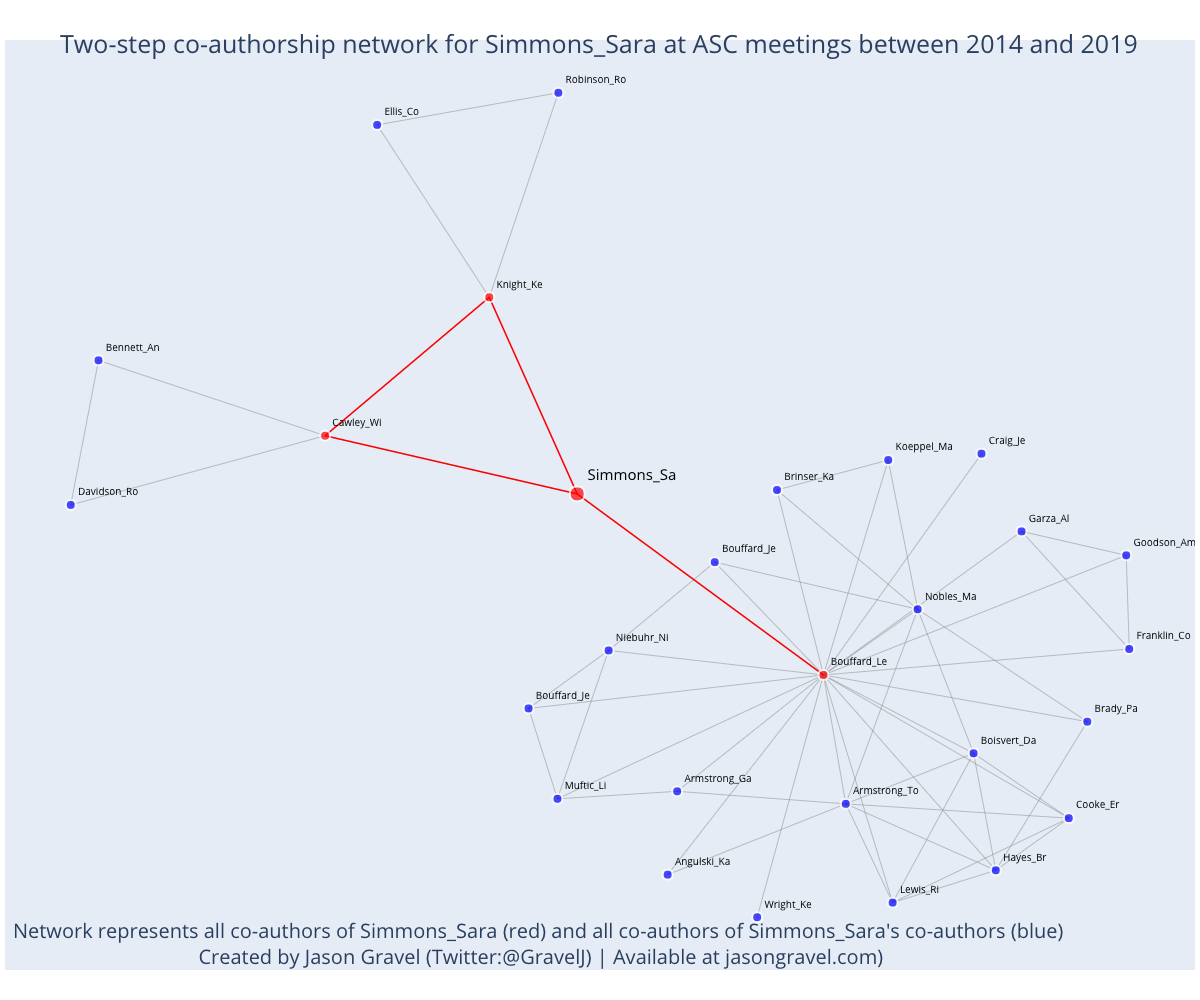 Two-step co-authorship network for Simmons_Sara at ASC meetings between 2014 and 2019
Robinson_Ro
Ellis_Co
Knight_Ke
Bennett_An
Cawley_Wi
Craig_Je
Koeppel_Ma
Simmons_Sa
Brinser_Ka
Davidson_Ro
Garza_Al
Goodson_Am
Bouffard_Je
Nobles_Ma
Niebuhr_Ni
Franklin_Co
Bouffard_Le
Bouffard_Je
Brady_Pa
Boisvert_Da
Armstrong_Ga
Muftic_Li
Armstrong_To
Cooke_Er
Hayes_Br
Angulski_Ka
Lewis_Ri
Wright_Ke
Network represents all co-authors of Simmons_Sara (red) and all co-authors of Simmons_Sara's co-authors (blue)
Created by Jason Gravel (Twitter:@GravelJ) | Available at jasongravel.com)